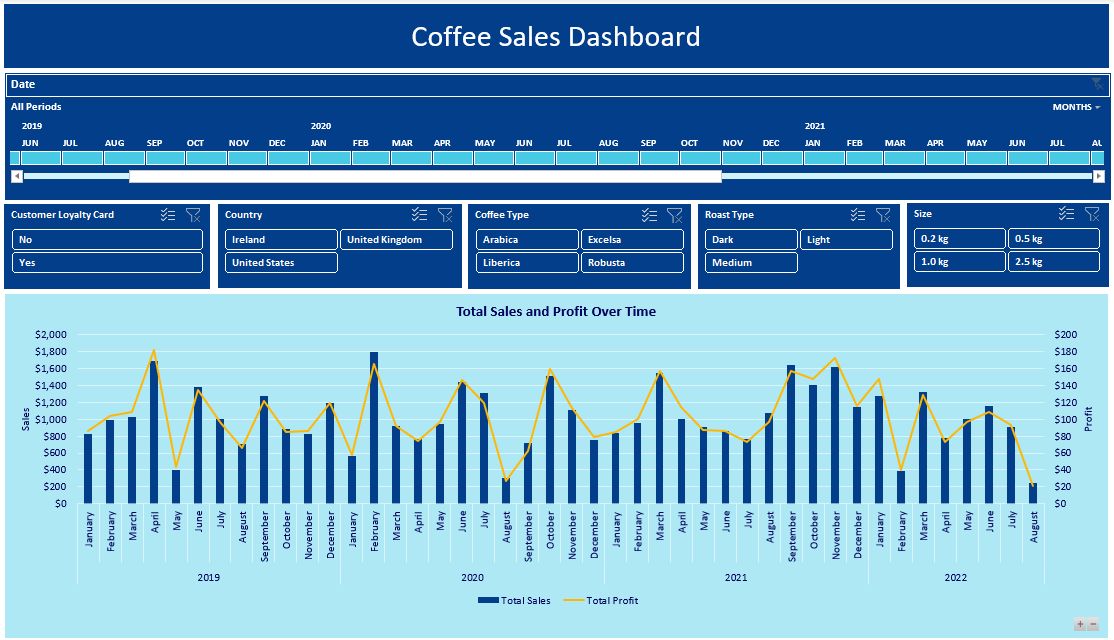 Coffee Sales Dashboard
Date
All Periods MONTHS
2019 2020 2021
JUN JUL AUG SEP OCT NOV DEC JAN FEB MAR APR MAY JUN JUL AUG SEP OCT NOV DEC JAN FEB MAR APR MAY JUN JUL AU
Customer Loyalty Card
No
Yes
Country
Ireland United Kingdom
United States
Coffee Type
Arabica Excelsa
Liberica Robusta
Roast Type
Dark Light
Medium
Size
0.2 kg 0.5 kg
1.0 kg 2.5 kg
Total Sales and Profit Over Time
Sales
$2,000
$1,800
$1,600
$1,400
$1,200
$1,000
$800
$600
$400
$200
$0
$200
$180
$160
$140
$120
$100
$80
$60
$40
$20
$0
Profit
January February March April May June July August September October November December January February March April May June July August September October November December January February March April May June July August September October November December January February March April May June July August
2019 2020 2021 2022
Total Sales Total Profit